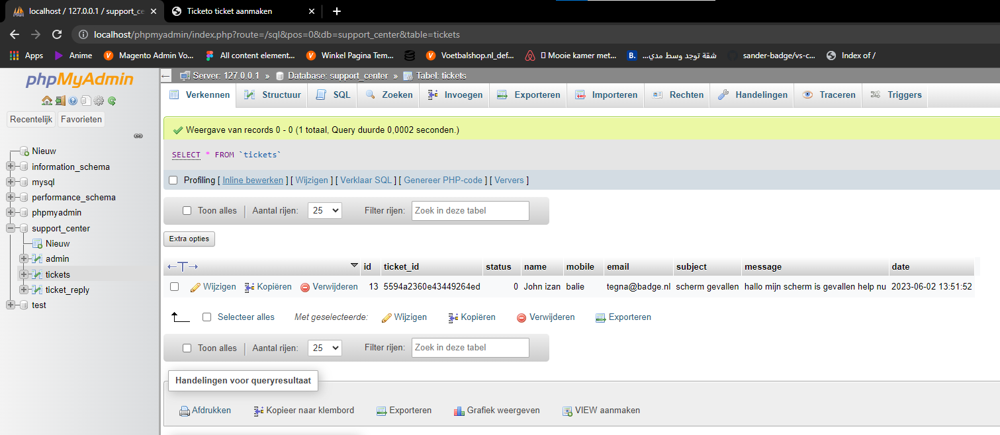 localhost / 127.0.0.1 / support_ce
Ticketo ticket aanmaken
localhost/phpmyadmin/index.php?route=/sql&pos=0&db=support_center&table=tickets
Apps Anime Magento Admin Vo... All content element... Winkel Pagina Tem... Voetbalshop.nl_def... Mooie kamer met... B. شقة توجد وسط مدي... sander-badge/vs-c... Index of /
phpMyAdmin
Recentelijk Favorieten
Nieuw
information_schema
mysql
performance_schema
phpmyadmin
support_center
Nieuw
admin
tickets
ticket_reply
test
Server: 127.0.0.1 » Database: support_center » Tabel: tickets
Verkennen Structuur SQL Zoeken Invoegen Exporteren Importeren Rechten Handelingen Traceren Triggers
Weergave van records 0 - 0 (1 totaal, Query duurde 0,0002 seconden.)
SELECT * FROM `tickets`
Profiling [ Inline bewerken ] [ Wijzigen ] [ Verklaar SQL ] [ Genereer PHP-code ] [ Ververs ]
Toon alles Aantal rijen: 25 Filter rijen: Zoek in deze tabel
Extra opties
id ticket_id status name mobile email subject message date
Wijzigen Kopiëren Verwijderen 13 5594a2360e43449264ed 0 John izan balie tegna@badge.nl scherm gevallen hallo mijn scherm is gevallen help nu 2023-06-02 13:51:52
Selecteer alles Met geselecteerde: Wijzigen Kopiëren Verwijderen Exporteren
Toon alles Aantal rijen: 25 Filter rijen: Zoek in deze tabel
Handelingen voor queryresultaat
Afdrukken Kopieer naar klembord Exporteren Grafiek weergeven VIEW aanmaken